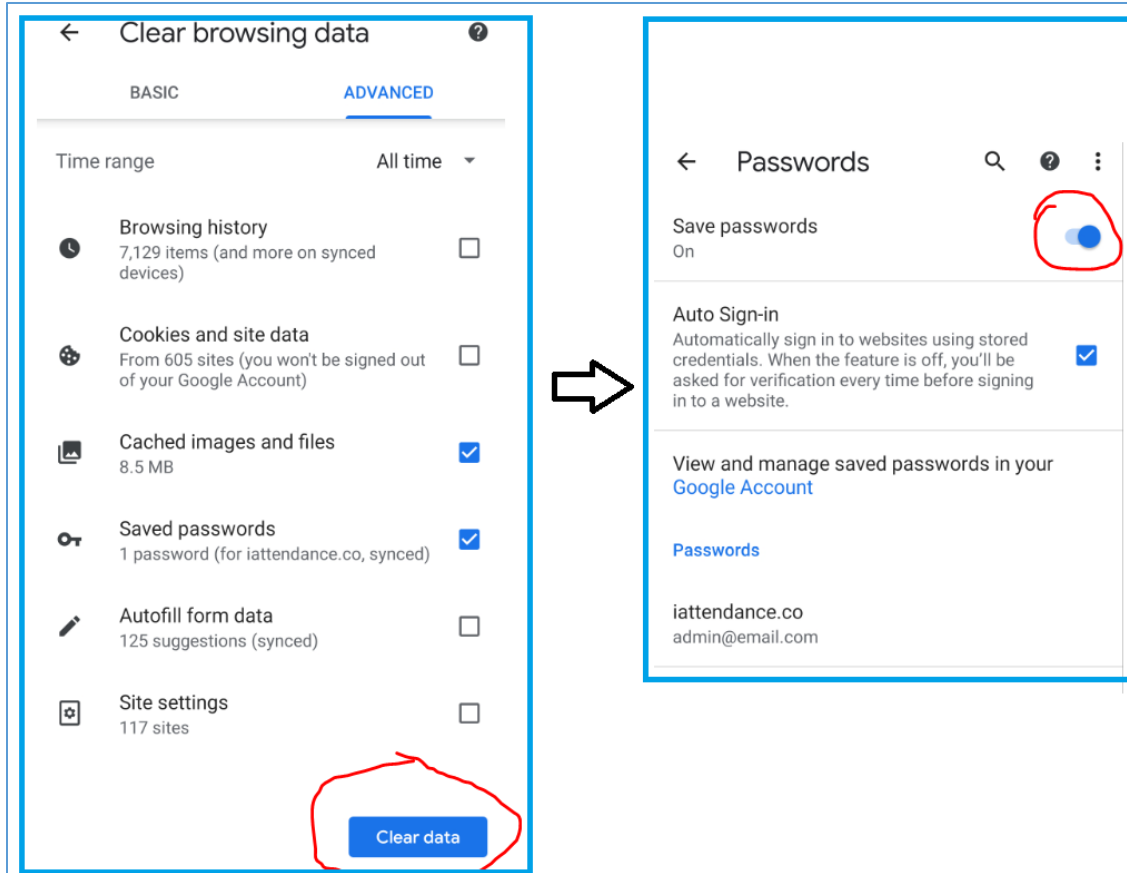 Clear browsing data
BASIC
ADVANCED
Time range
All time
Browsing history
7,129 items (and more on synced
devices)
Cookies and site data
From 605 sites (you won't be signed out
of your Google Account)
Cached images and files
8.5 MB
Saved passwords
1 password (for iattendance.co, synced)
Autofill form data
125 suggestions (synced)
Site settings
117 sites
Clear data
Passwords
Save passwords
On
Auto Sign-in
Automatically sign in to websites using stored
credentials. When the feature is off, you'll be
asked for verification every time before signing
in to a website.
View and manage saved passwords in your
Google Account
Passwords
iattendance.co
admin@email.com